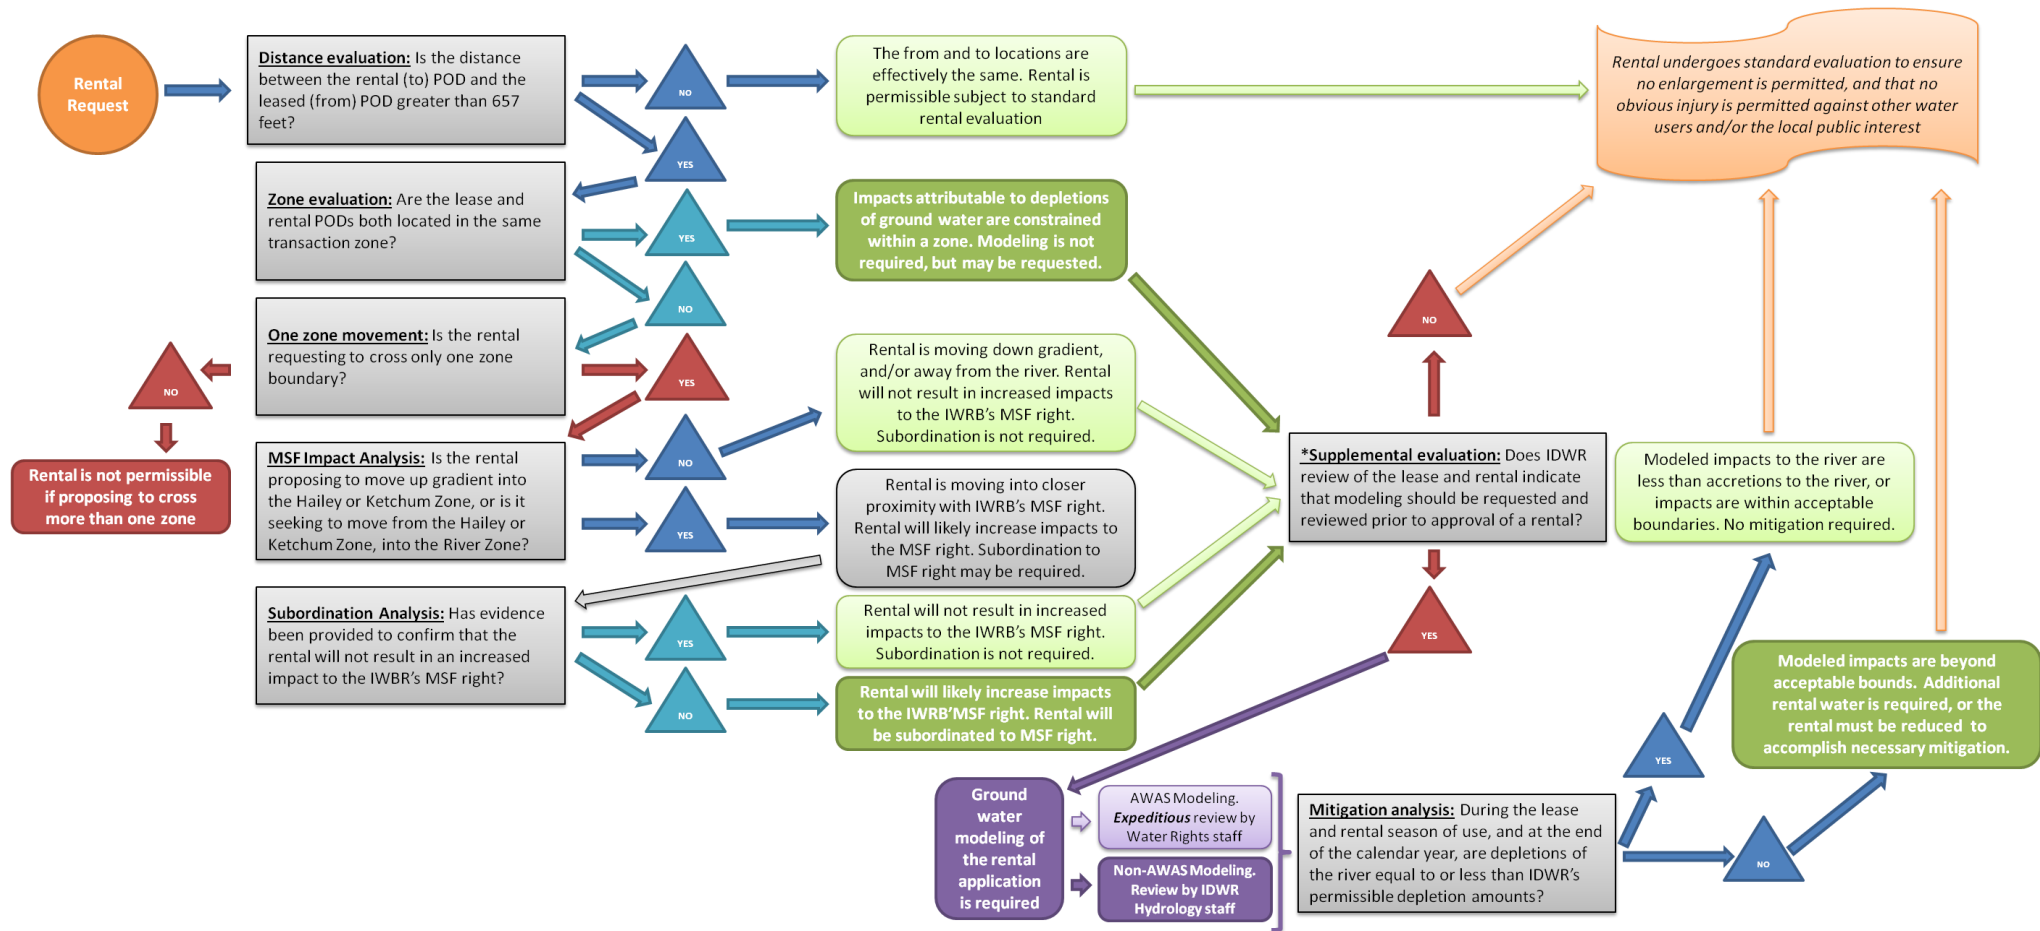 Rental
Request
Distance evaluation: Is the distance
between the rental (to) POD and the
leased (from) POD greater than 657
feet?
NO
YES
The from and to locations are
effectively the same. Rental is
permissible subject to standard
rental evaluation
Rental undergoes standard evaluation to ensure
no enlargement is permitted, and that no
obvious injury is permitted against other water
users and/or the local public interest
Zone evaluation: Are the lease and
rental PODs both located in the same
transaction zone?
YES
NO
Impacts attributable to depletions
of ground water are constrained
within a zone. Modeling is not
required, but may be requested.
One zone movement: Is the rental
requesting to cross only one zone
boundary?
NO
YES
Rental is not permissible
if proposing to cross
more than one zone
MSF Impact Analysis: Is the rental
proposing to move up gradient into
the Hailey or Ketchum Zone, or is it
seeking to move from the Hailey or
Ketchum Zone, into the River Zone?
NO
YES
Rental is moving down gradient,
and/or away from the river. Rental
will not result in increased impacts
to the IWRB's MSF right.
Subordination is not required.
Rental is moving into closer
proximity with IWRB's MSF right.
Rental will likely increase impacts to
the MSF right. Subordination to
MSF right may be required.
Subordination Analysis: Has evidence
been provided to confirm that the
rental will not result in an increased
impact to the IWBR's MSF right?
YES
NO
Rental will not result in increased
impacts to the IWRB's MSF right.
Subordination is not required.
Rental will likely increase impacts
to the IWRB'MSF right. Rental will
be subordinated to MSF right.
*Supplemental evaluation: Does IDWR
review of the lease and rental indicate
that modeling should be requested and
reviewed prior to approval of a rental?
NO
YES
Ground
water
modeling of
the rental
application
is required
AWAS Modeling.
Expeditious review by
Water Rights staff
Non-AWAS Modeling.
Review by IDWR
Hydrology staff
Mitigation analysis: During the lease
and rental season of use, and at the end
of the calendar year, are depletions of
the river equal to or less than IDWR's
permissible depletion amounts?
YES
NO
Modeled impacts to the river are
less than accretions to the river, or
impacts are within acceptable
boundaries. No mitigation required.
Modeled impacts are beyond
acceptable bounds. Additional
rental water is required, or the
rental must be reduced to
accomplish necessary mitigation.